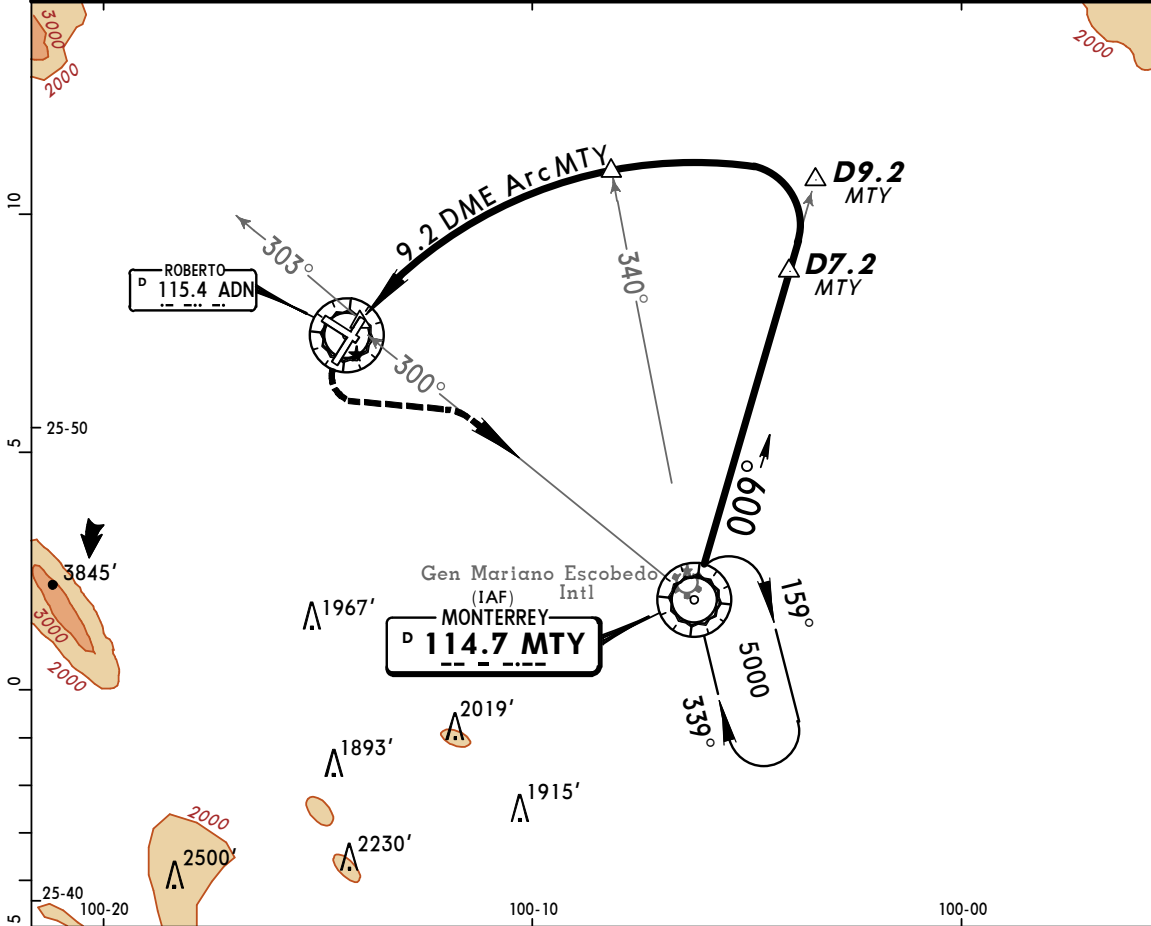 3000
2000
2000
9.2 DME Arc MTY
D9.2
MTY
D7.2
MTY
303°
340°
ROBERTO
D 115.4 ADN
300°
10
5
25-50
009°
3845'
3000
2000
Gen Mariano Escobedo
Intl
(IAF)
MONTERREY
D 114.7 MTY
1967'
159°
5000
339°
0
2019'
1893'
1915'
2000
2500'
2230'
25-40
5
100-20
100-10
100-00